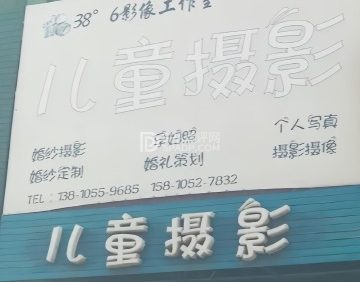 38° 6影像工作室
儿童摄影
孕妇照 个人写真
婚纱摄影 婚礼策划 摄影摄像
婚纱定制
TEL：138-1055-9685 158-1052-7832
儿童摄影